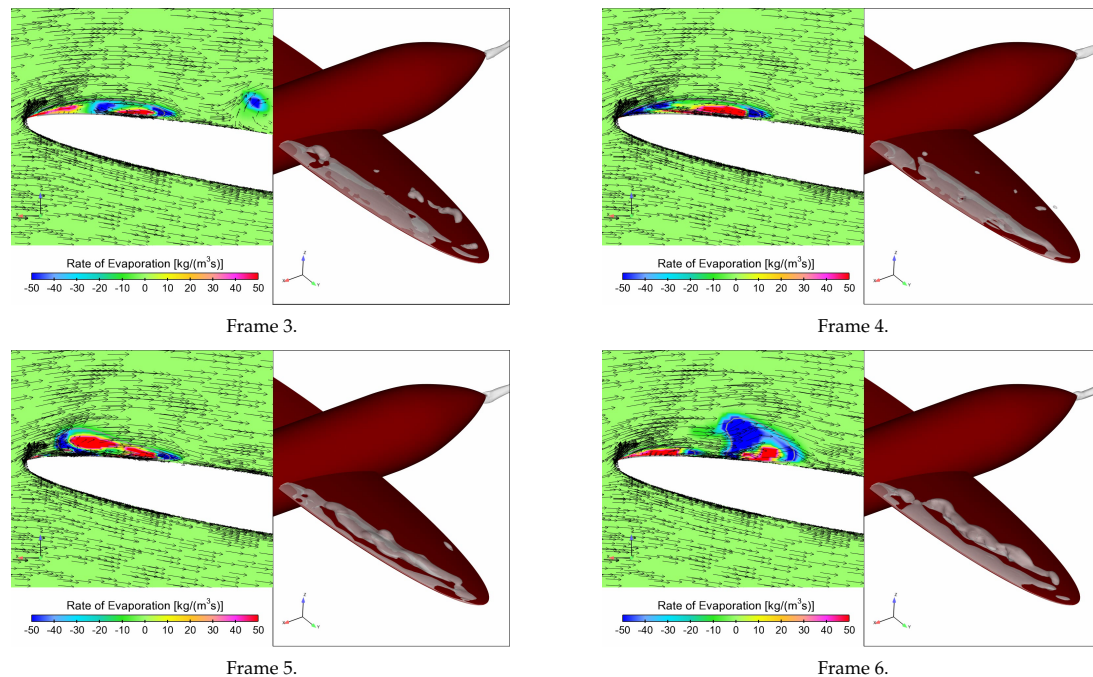 Rate of Evaporation [kg/(m³s)]
-50 -40 -30 -20 -10 0 10 20 30 40 50
Z
X
Y
Frame 3.
Rate of Evaporation [kg/(m³s)]
-50 -40 -30 -20 -10 0 10 20 30 40 50
Z
X
Y
Frame 4.
Rate of Evaporation [kg/(m³s)]
-50 -40 -30 -20 -10 0 10 20 30 40 50
Z
X
Y
Frame 5.
Rate of Evaporation [kg/(m³s)]
-50 -40 -30 -20 -10 0 10 20 30 40 50
Z
X
Y
Frame 6.